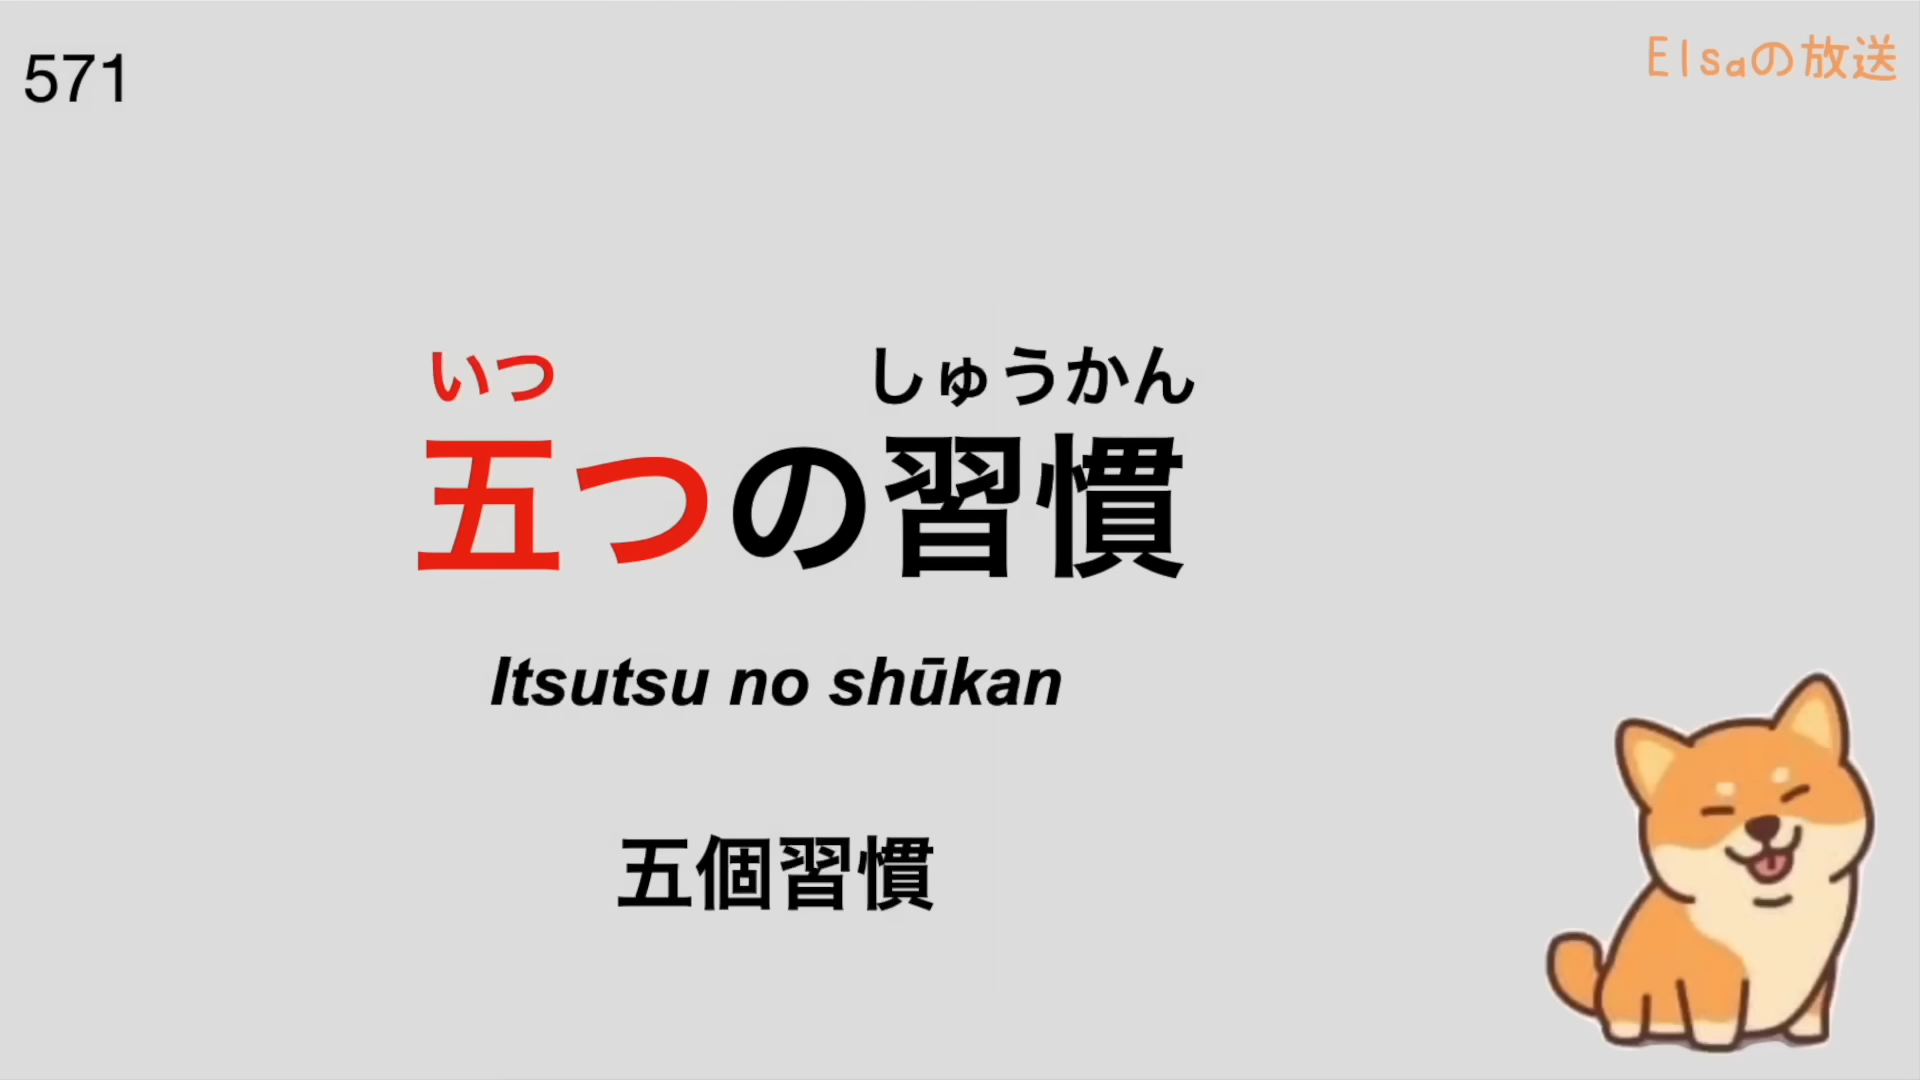 571
Elsaの放送
いつ しゅうかん
五つの習慣
Itsutsu no shūkan
五個習慣